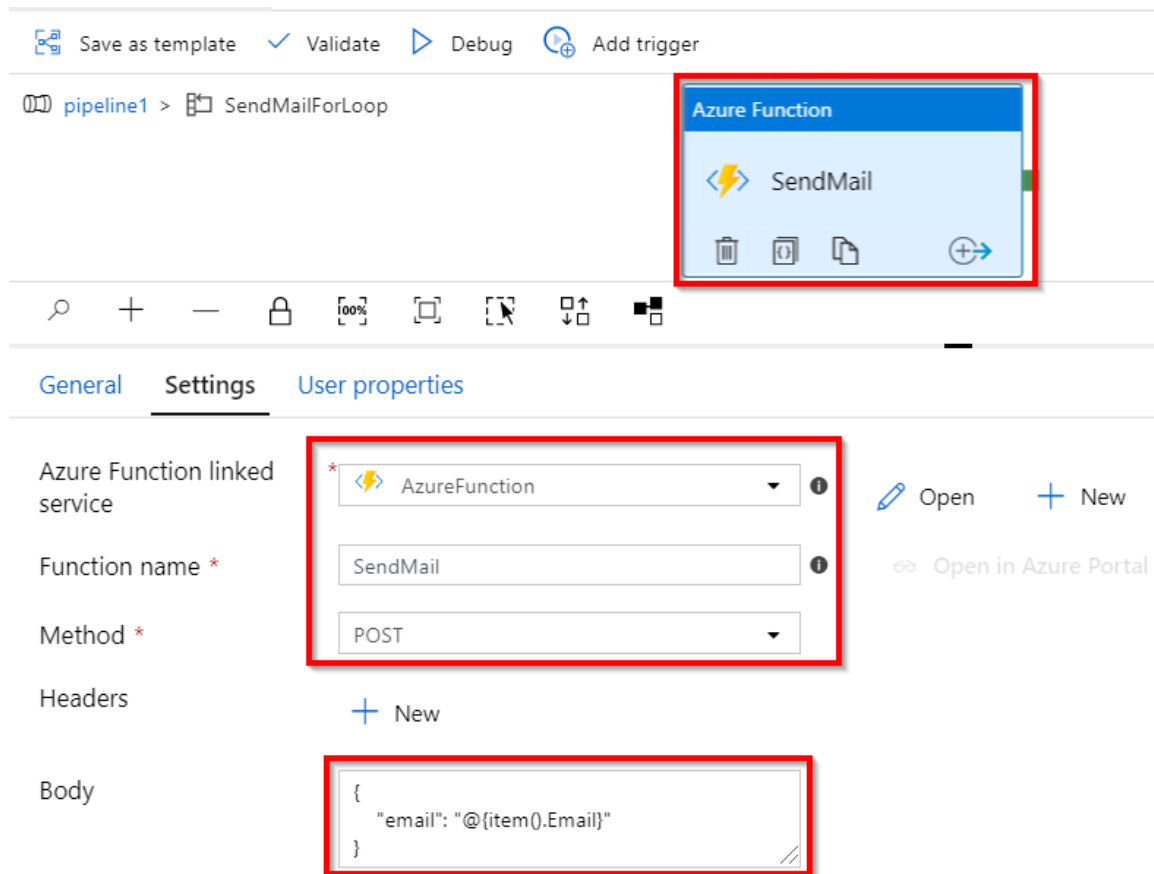 Save as template Validate Debug Add trigger
pipeline1 > SendMailForLoop
Azure Function
SendMail
100%
General Settings User properties
Azure Function linked service * AzureFunction Open + New
Function name * SendMail Open in Azure Portal
Method * POST
Headers + New
Body
{
"email": "@{item().Email}"
}